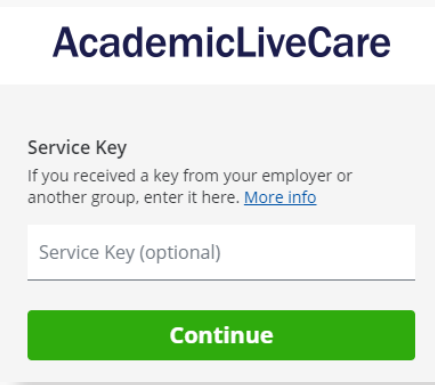 AcademicLiveCare
Service Key
If you received a key from your employer or
another group, enter it here. More info
Service Key (optional)
Continue